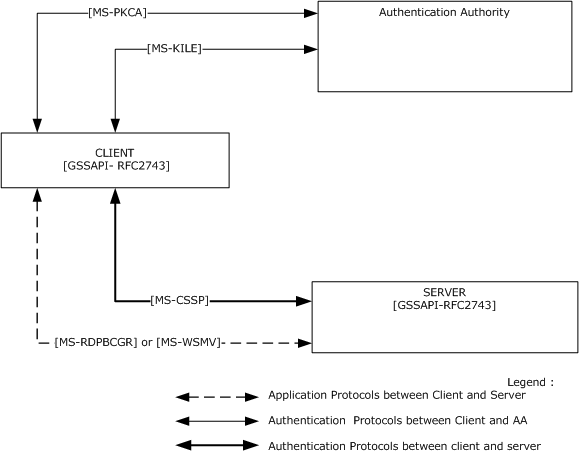 [MS-PKCA]
Authentication Authority
[MS-KILE]
CLIENT
[GSSAPI- RFC2743]
[MS-CSSP]
SERVER
[GSSAPI-RFC2743]
[MS-RDPBCGR] or [MS-WSMV]
Legend :
Application Protocols between Client and Server
Authentication Protocols between Client and AA
Authentication Protocols between client and server